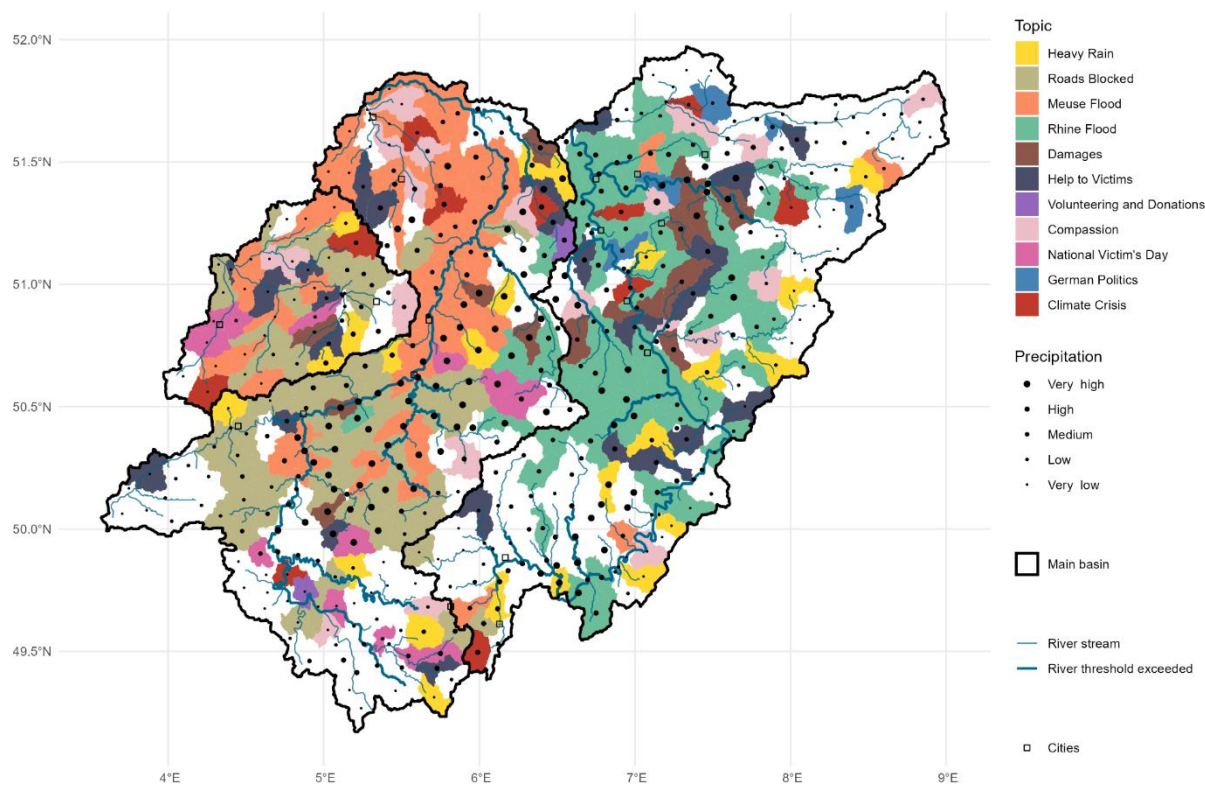 52.0°N
51.5°N
51.0°N
50.5°N
50.0°N
49.5°N
4°E
5°E
6°E
7°E
8°E
9°E
Topic
Heavy Rain
Roads Blocked
Meuse Flood
Rhine Flood
Damages
Help to Victims
Volunteering and Donations
Compassion
National Victim's Day
German Politics
Climate Crisis
Precipitation
Very high
High
Medium
Low
Very low
Main basin
River stream
River threshold exceeded
Cities